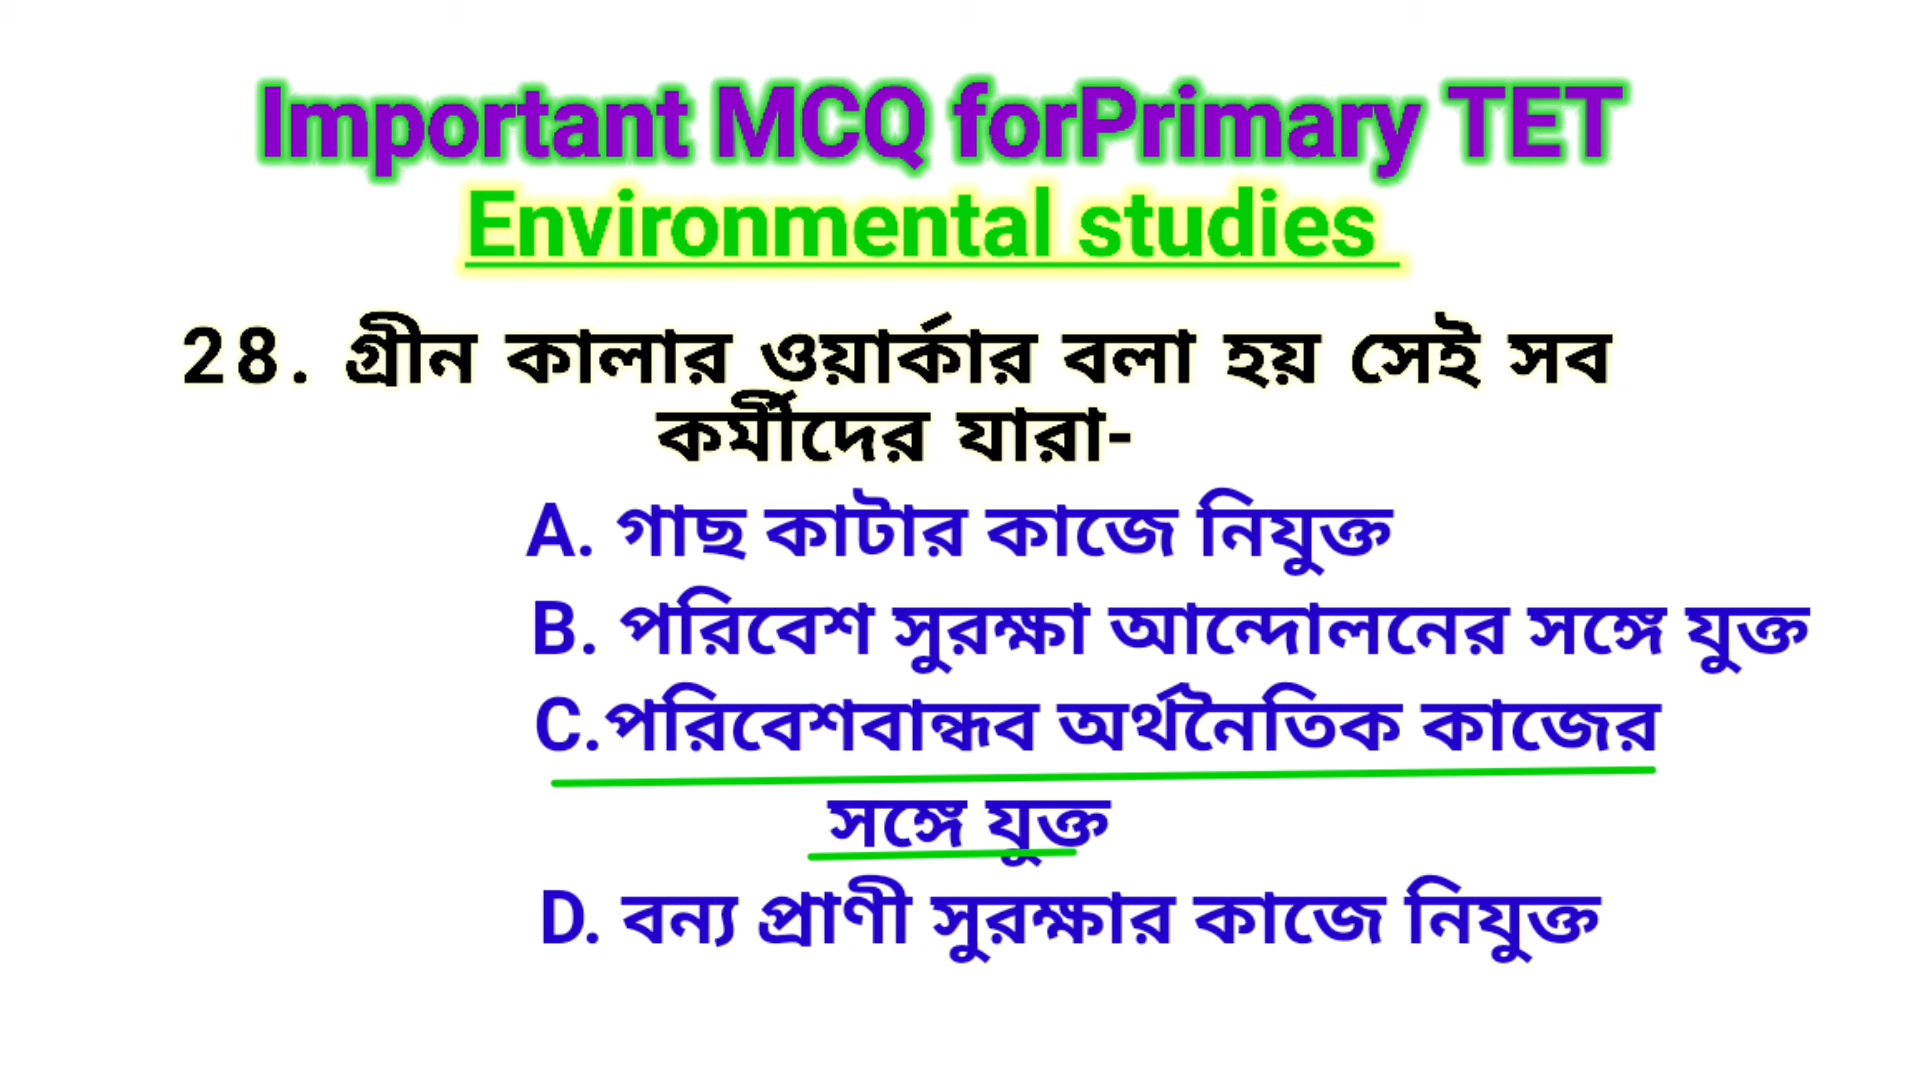 Important MCQ forPrimary TET
Environmental studies
28. গ্রীন কালার ওয়ার্কার বলা হয় সেই সব
কর্মীদের যারা-
A. গাছ কাটার কাজে নিযুক্ত
B. পরিবেশ সুরক্ষা আন্দোলনের সঙ্গে যুক্ত
C.পরিবেশবান্ধব অর্থনৈতিক কাজের
সঙ্গে যুক্ত
D. বন্য প্রাণী সুরক্ষার কাজে নিযুক্ত